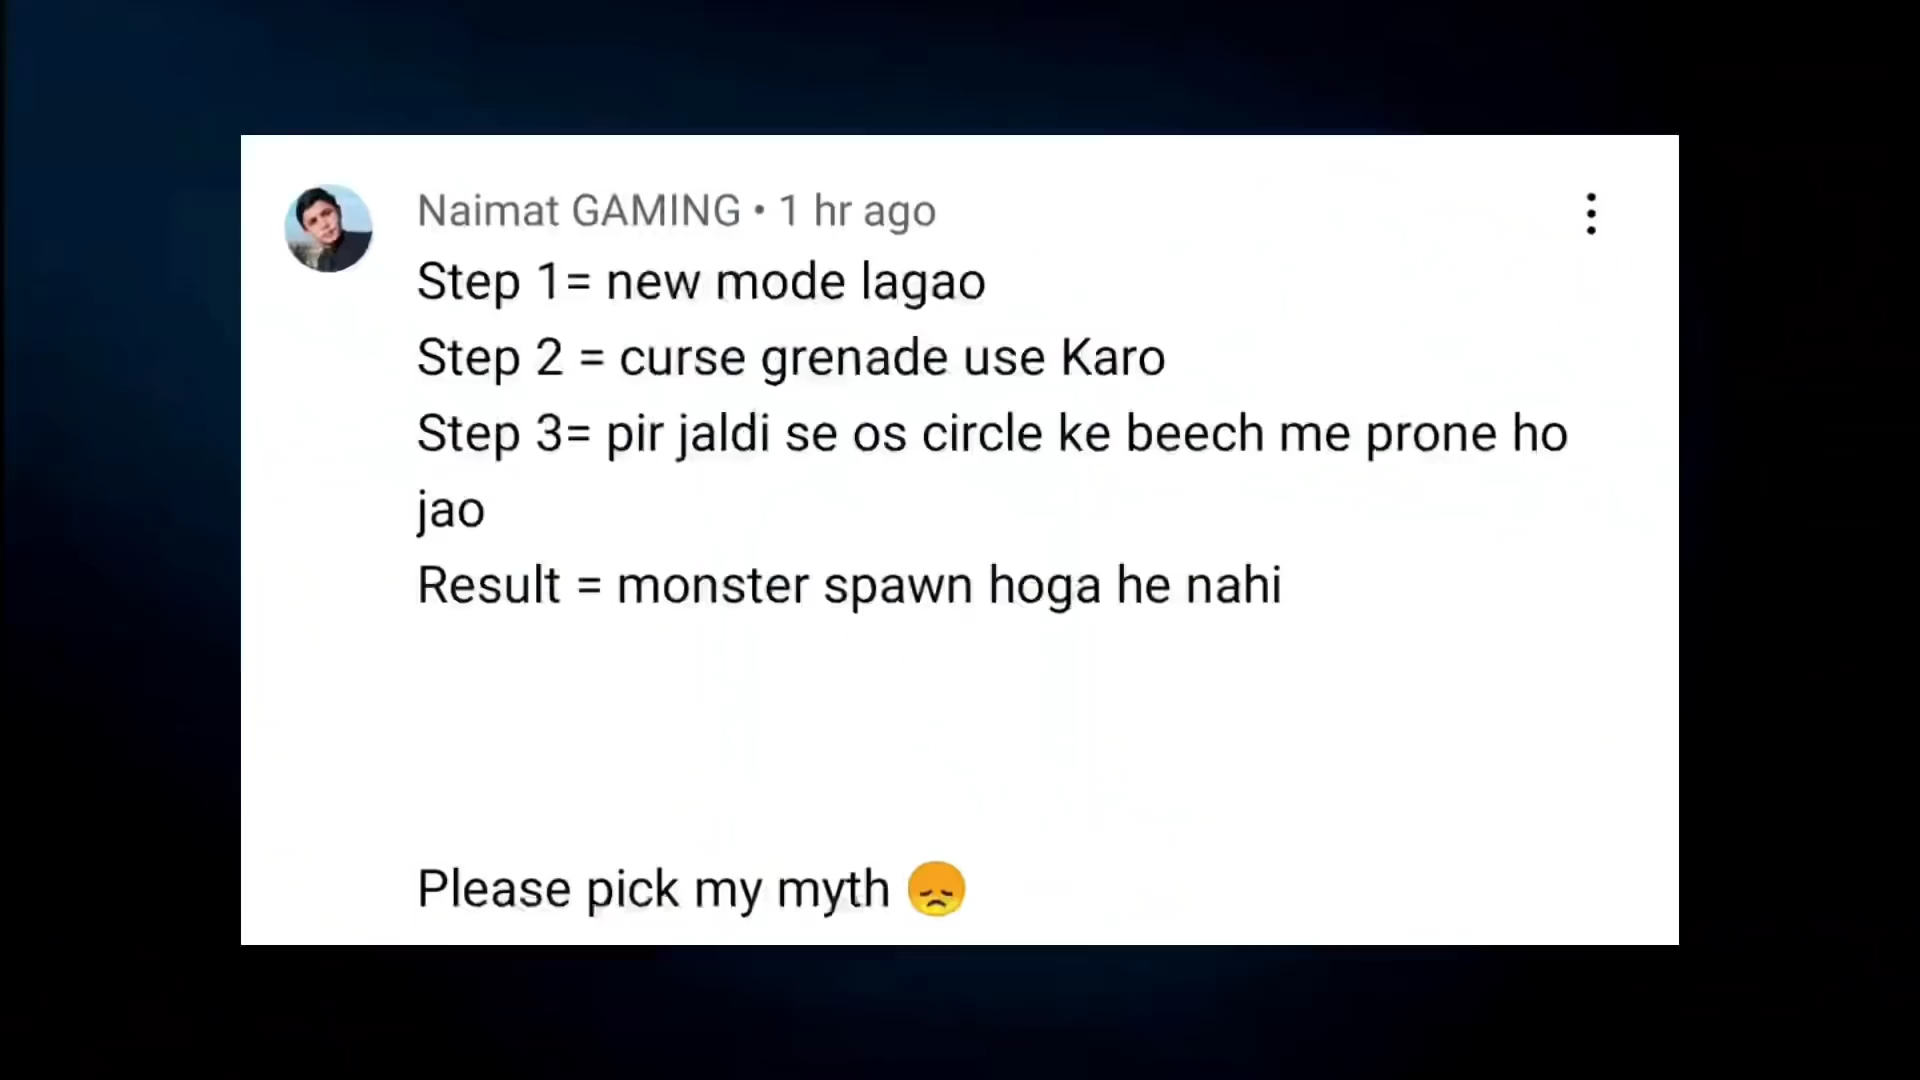 Naimat GAMING • 1 hr ago
Step 1= new mode lagao
Step 2 = curse grenade use Karo
Step 3= pir jaldi se os circle ke beech me prone ho
jao
Result = monster spawn hoga he nahi
Please pick my myth 😞